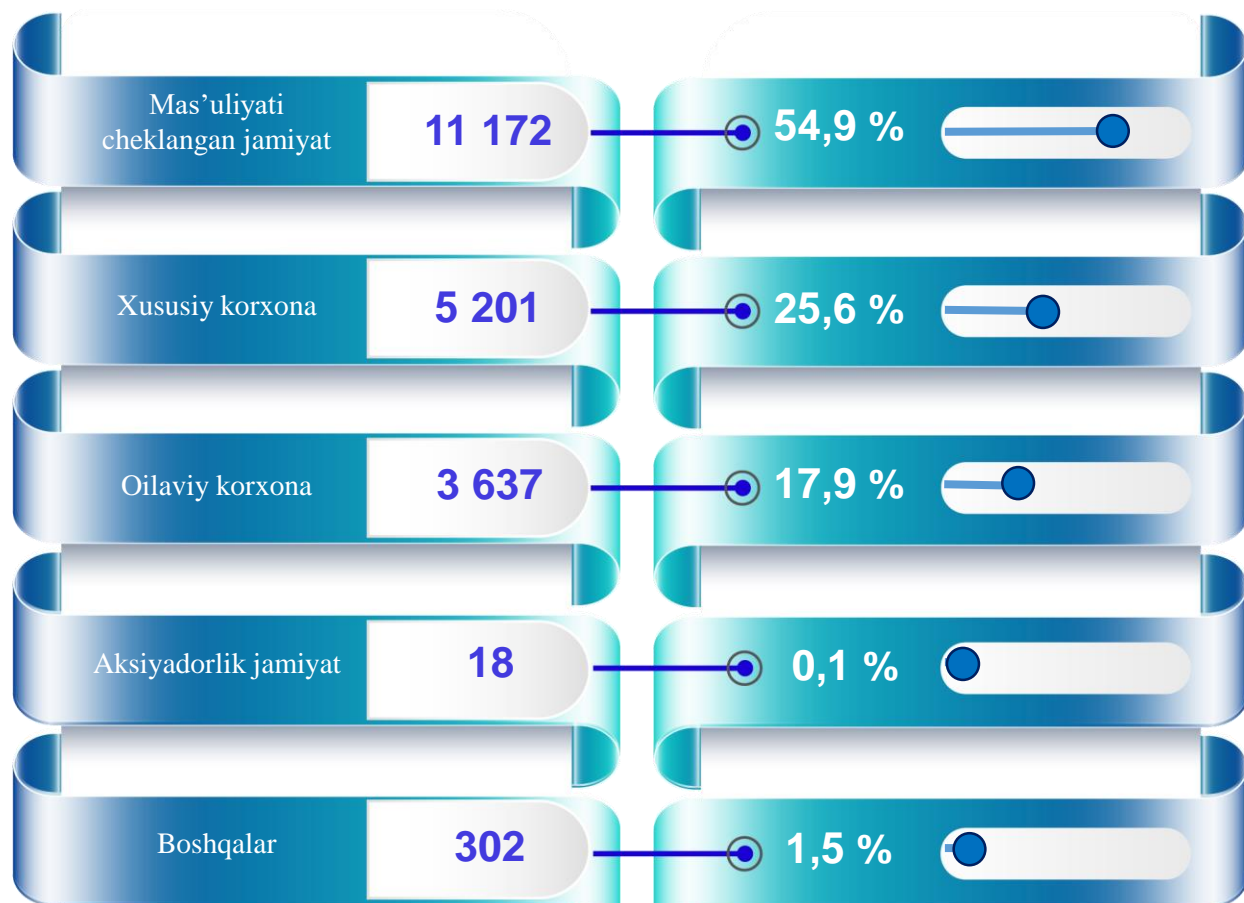 Mas’uliyati
cheklangan jamiyat
11 172
54,9 %
Xususiy korxona
5 201
25,6 %
Oilaviy korxona
3 637
17,9 %
Aksiyadorlik jamiyat
18
0,1 %
Boshqalar
302
1,5 %